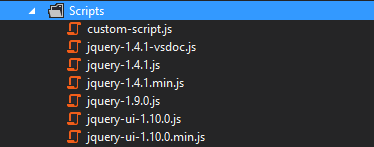 Scripts
custom-script.js
jquery-1.4.1-vsdoc.js
jquery-1.4.1.js
jquery-1.4.1.min.js
jquery-1.9.0.js
jquery-ui-1.10.0.js
jquery-ui-1.10.0.min.js